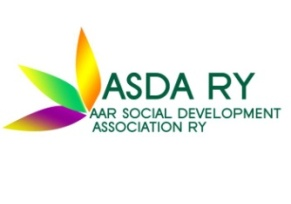 ASDA RY
AAR SOCIAL DEVELOPMENT
ASSOCIATION RY